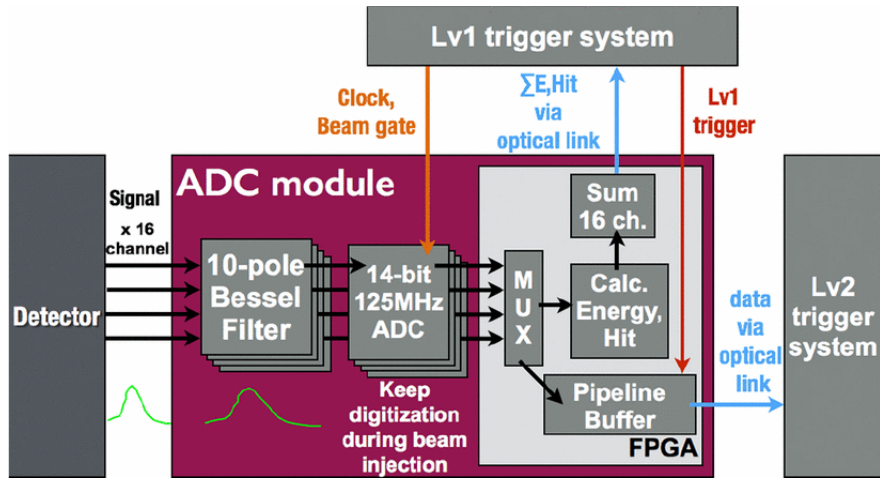 Lv1 trigger system
Clock,
Beam gate
∑E,Hit
via
optical link
Lv1
trigger
ADC module
Signal
x 16
channel
Detector
10-pole
Bessel
Filter
14-bit
125MHz
ADC
Keep
digitization
during beam
injection
MUX
Sum
16 ch.
Calc.
Energy,
Hit
Pipeline
Buffer
FPGA
data
via
optical
link
Lv2
trigger
system